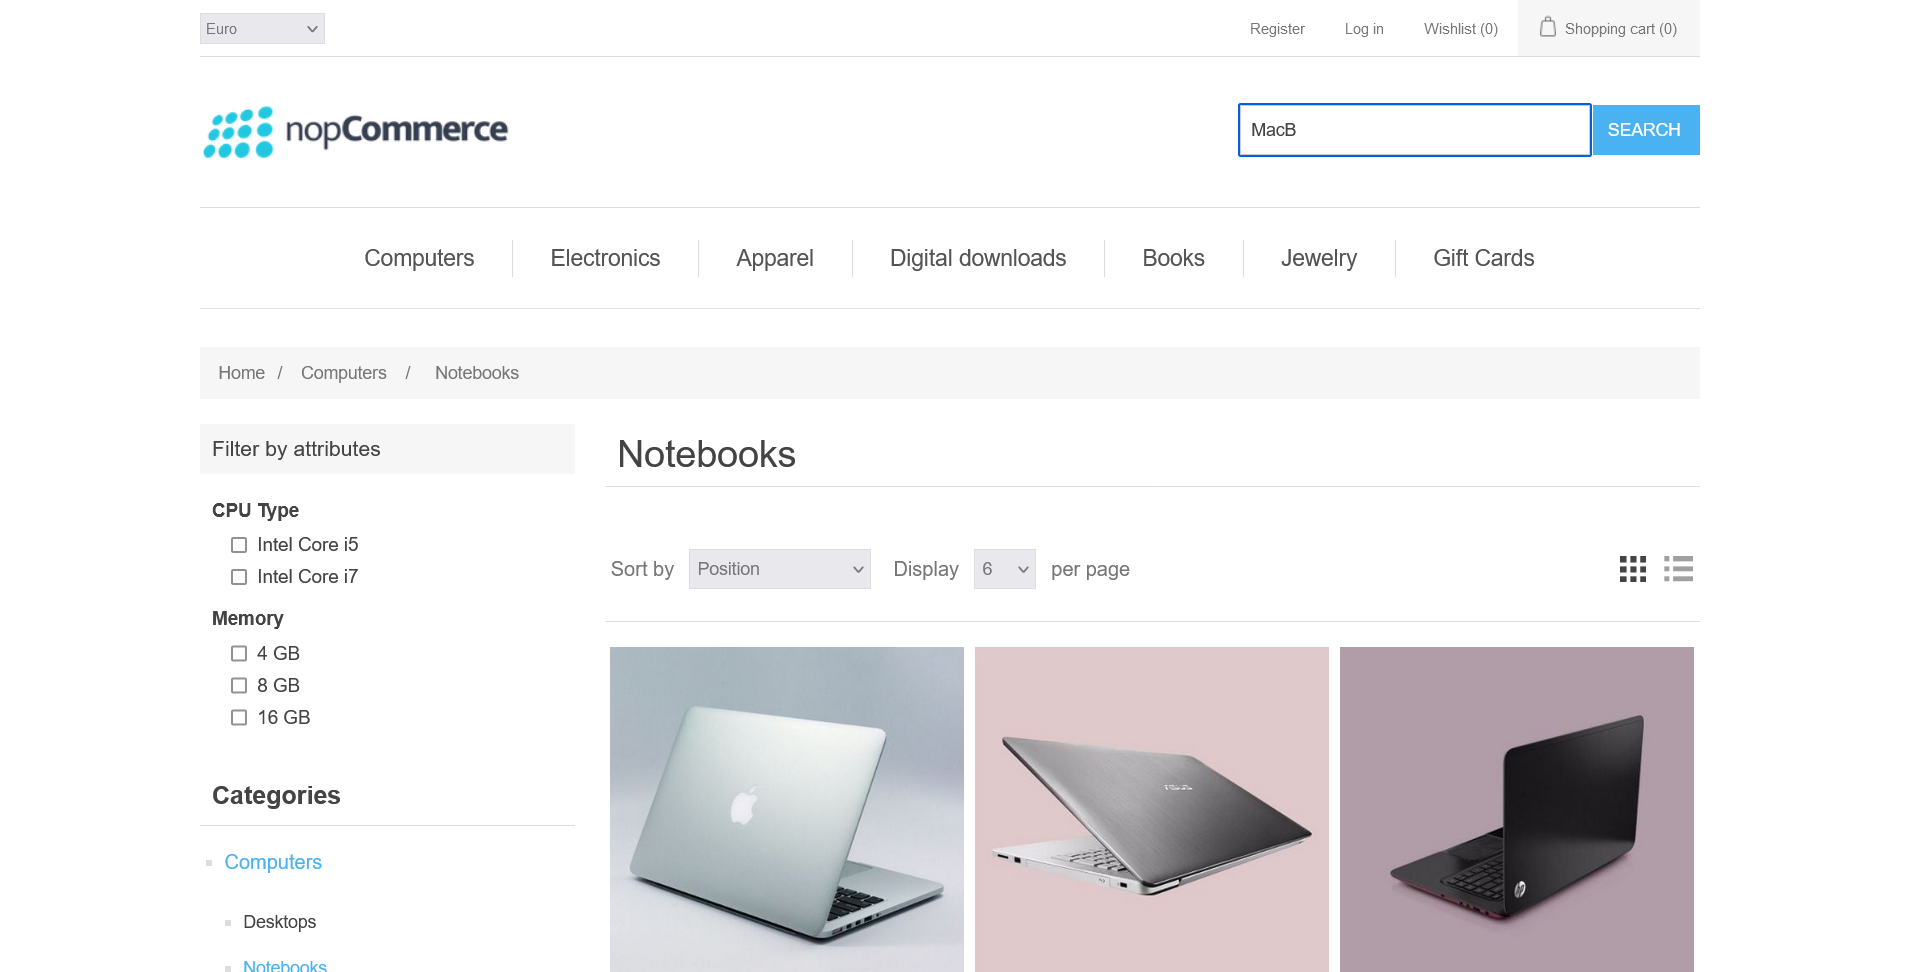 Euro
Register
Log in
Wishlist (0)
Shopping cart (0)
nopCommerce
MacB
SEARCH
Computers
Electronics
Apparel
Digital downloads
Books
Jewelry
Gift Cards
Home / Computers / Notebooks
Filter by attributes
CPU Type
Intel Core i5
Intel Core i7
Memory
4 GB
8 GB
16 GB
Categories
Computers
Desktops
Notebooks
Notebooks
Sort by Position Display 6 per page
hp